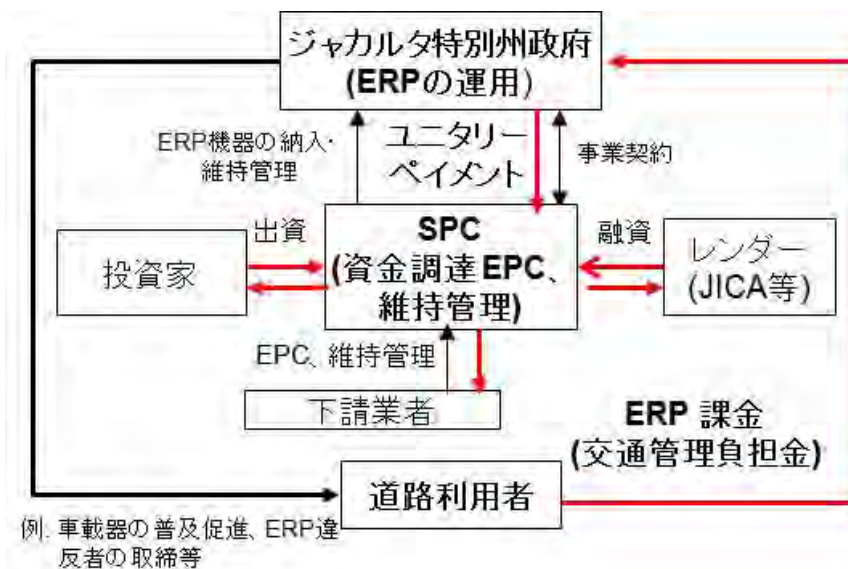 ジャカルタ特別州政府
(ERPの運用)
ERP機器の納入・
維持管理
ユニタリー
ペイメント
事業契約
投資家
出資
SPC
(資金調達EPC、
維持管理)
融資
レンダー
(JICA等)
EPC、維持管理
下請業者
ERP 課金
(交通管理負担金)
道路利用者
例. 車載器の普及促進、ERP違
反者の取締等